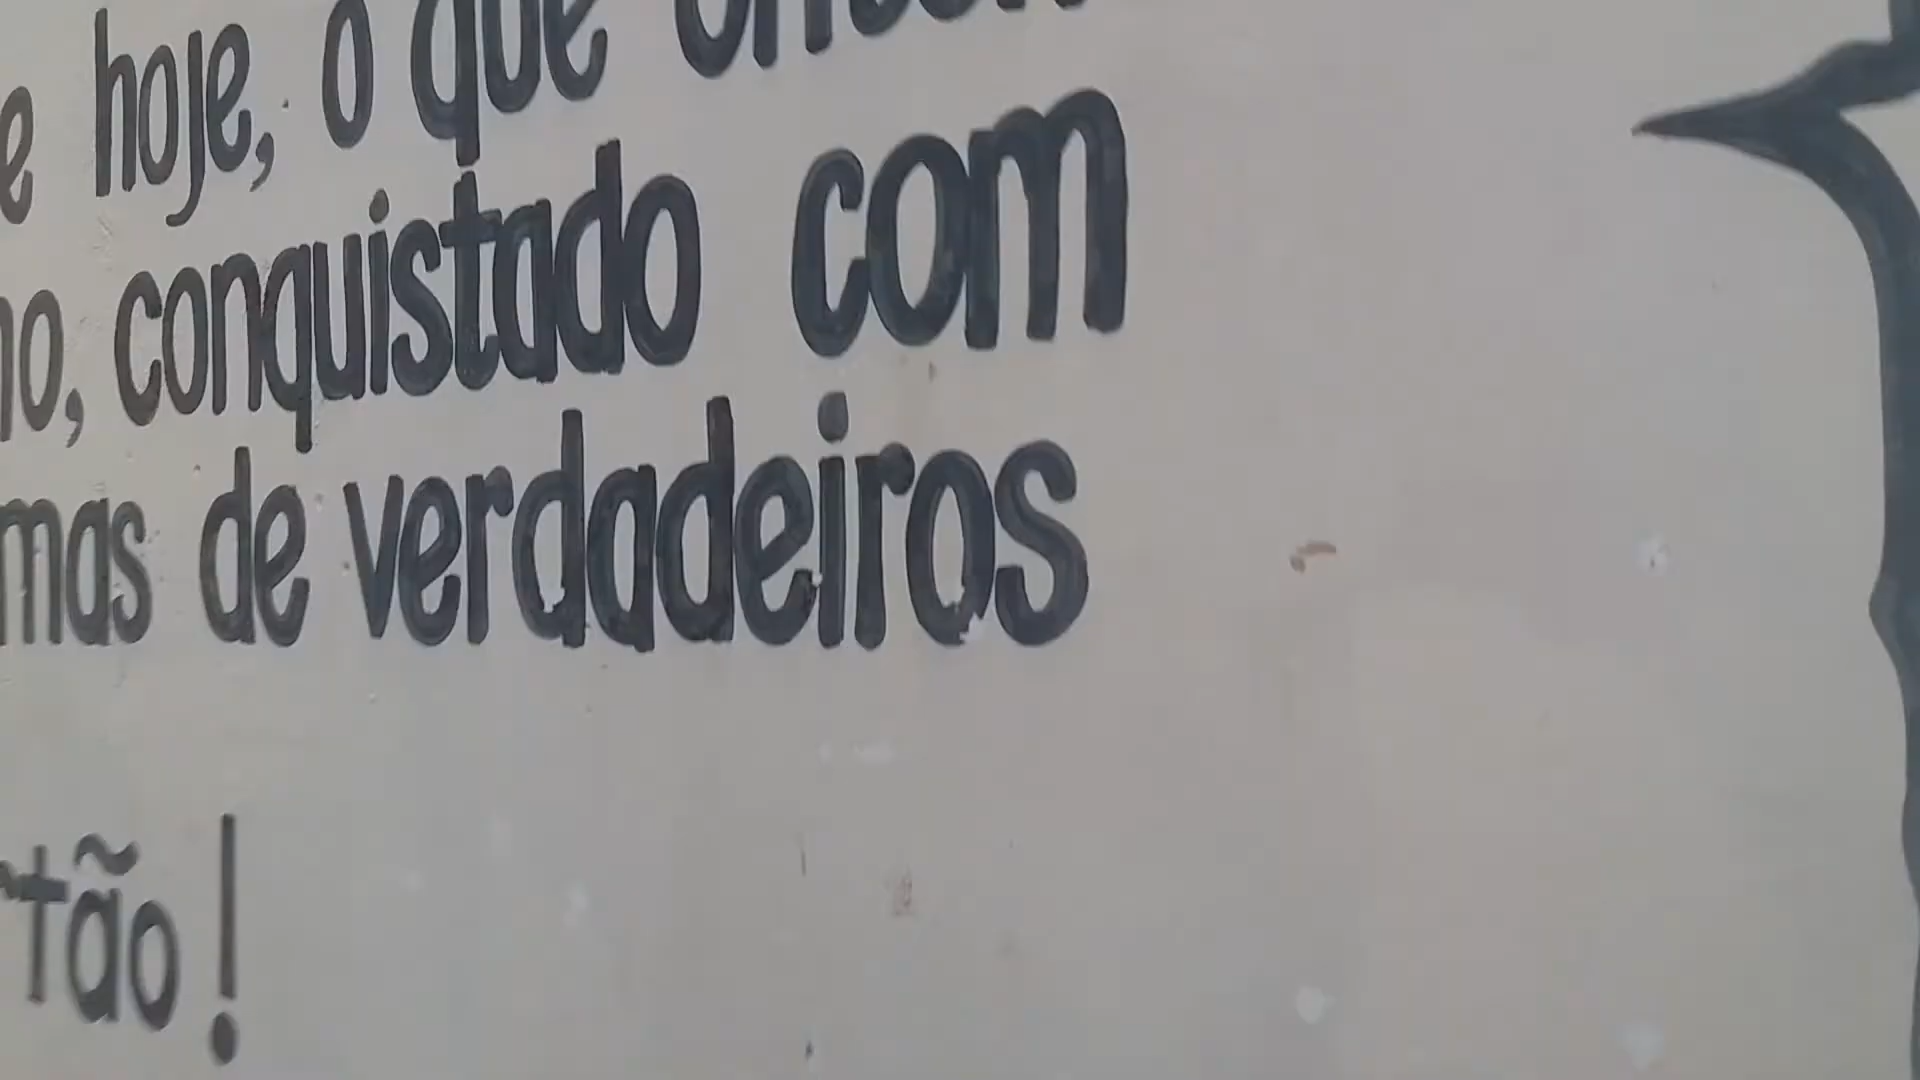 e hoje, o que
no, conquistado com
mas de verdadeiros
tão!